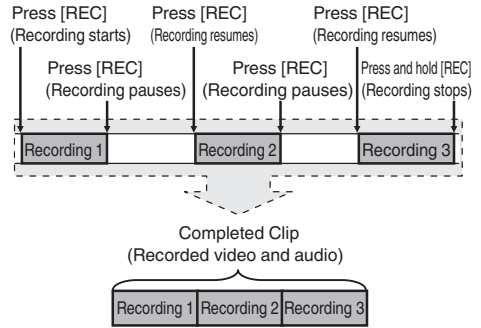 Press [REC]
(Recording starts)
Press [REC]
(Recording resumes)
Press [REC]
(Recording resumes)
Press [REC]
(Recording pauses)
Press [REC]
(Recording pauses)
Press and hold [REC]
(Recording stops)
Recording 1
Recording 2
Recording 3
Completed Clip
(Recorded video and audio)
Recording 1
Recording 2
Recording 3